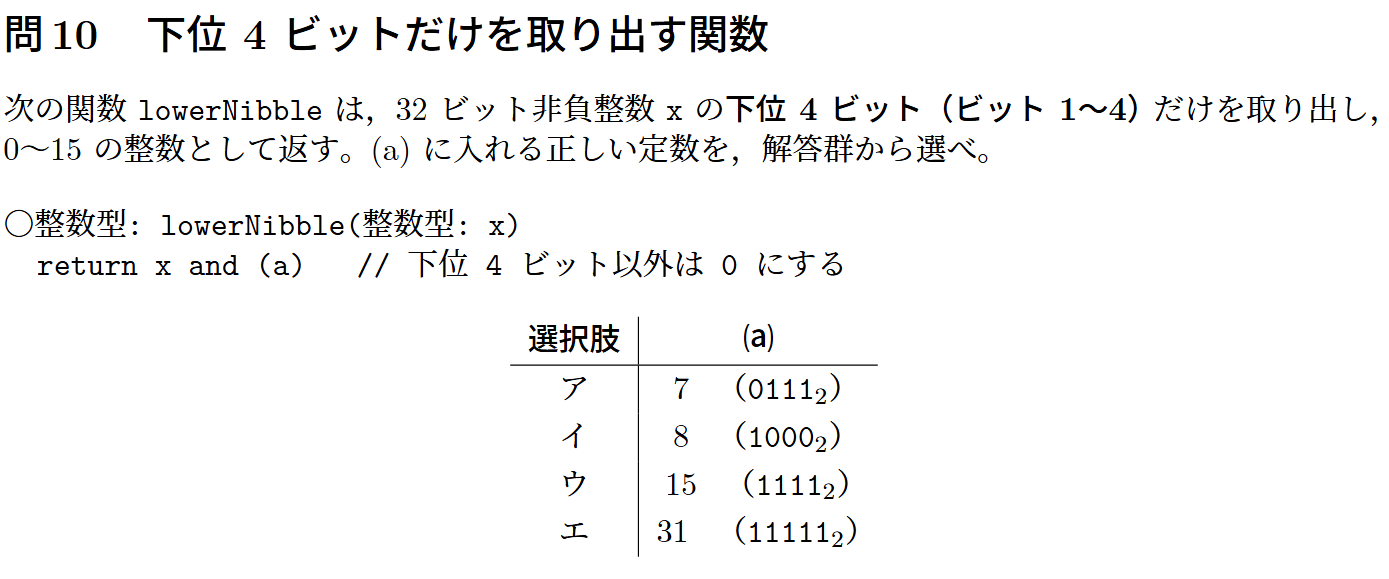 問 10 下位 4 ビットだけを取り出す関数
次の関数 lowerNibble は，32 ビット非負整数 x の下位 4 ビット（ビット 1〜4）だけを取り出し，
0〜15 の整数として返す。(a) に入れる正しい定数を，解答群から選べ。
○整数型: lowerNibble(整数型: x)
return x and (a) // 下位 4 ビット以外は 0 にする
選択肢 (a)
ア 7 （0111₂）
イ 8 （1000₂）
ウ 15 （1111₂）
エ 31 （11111₂）